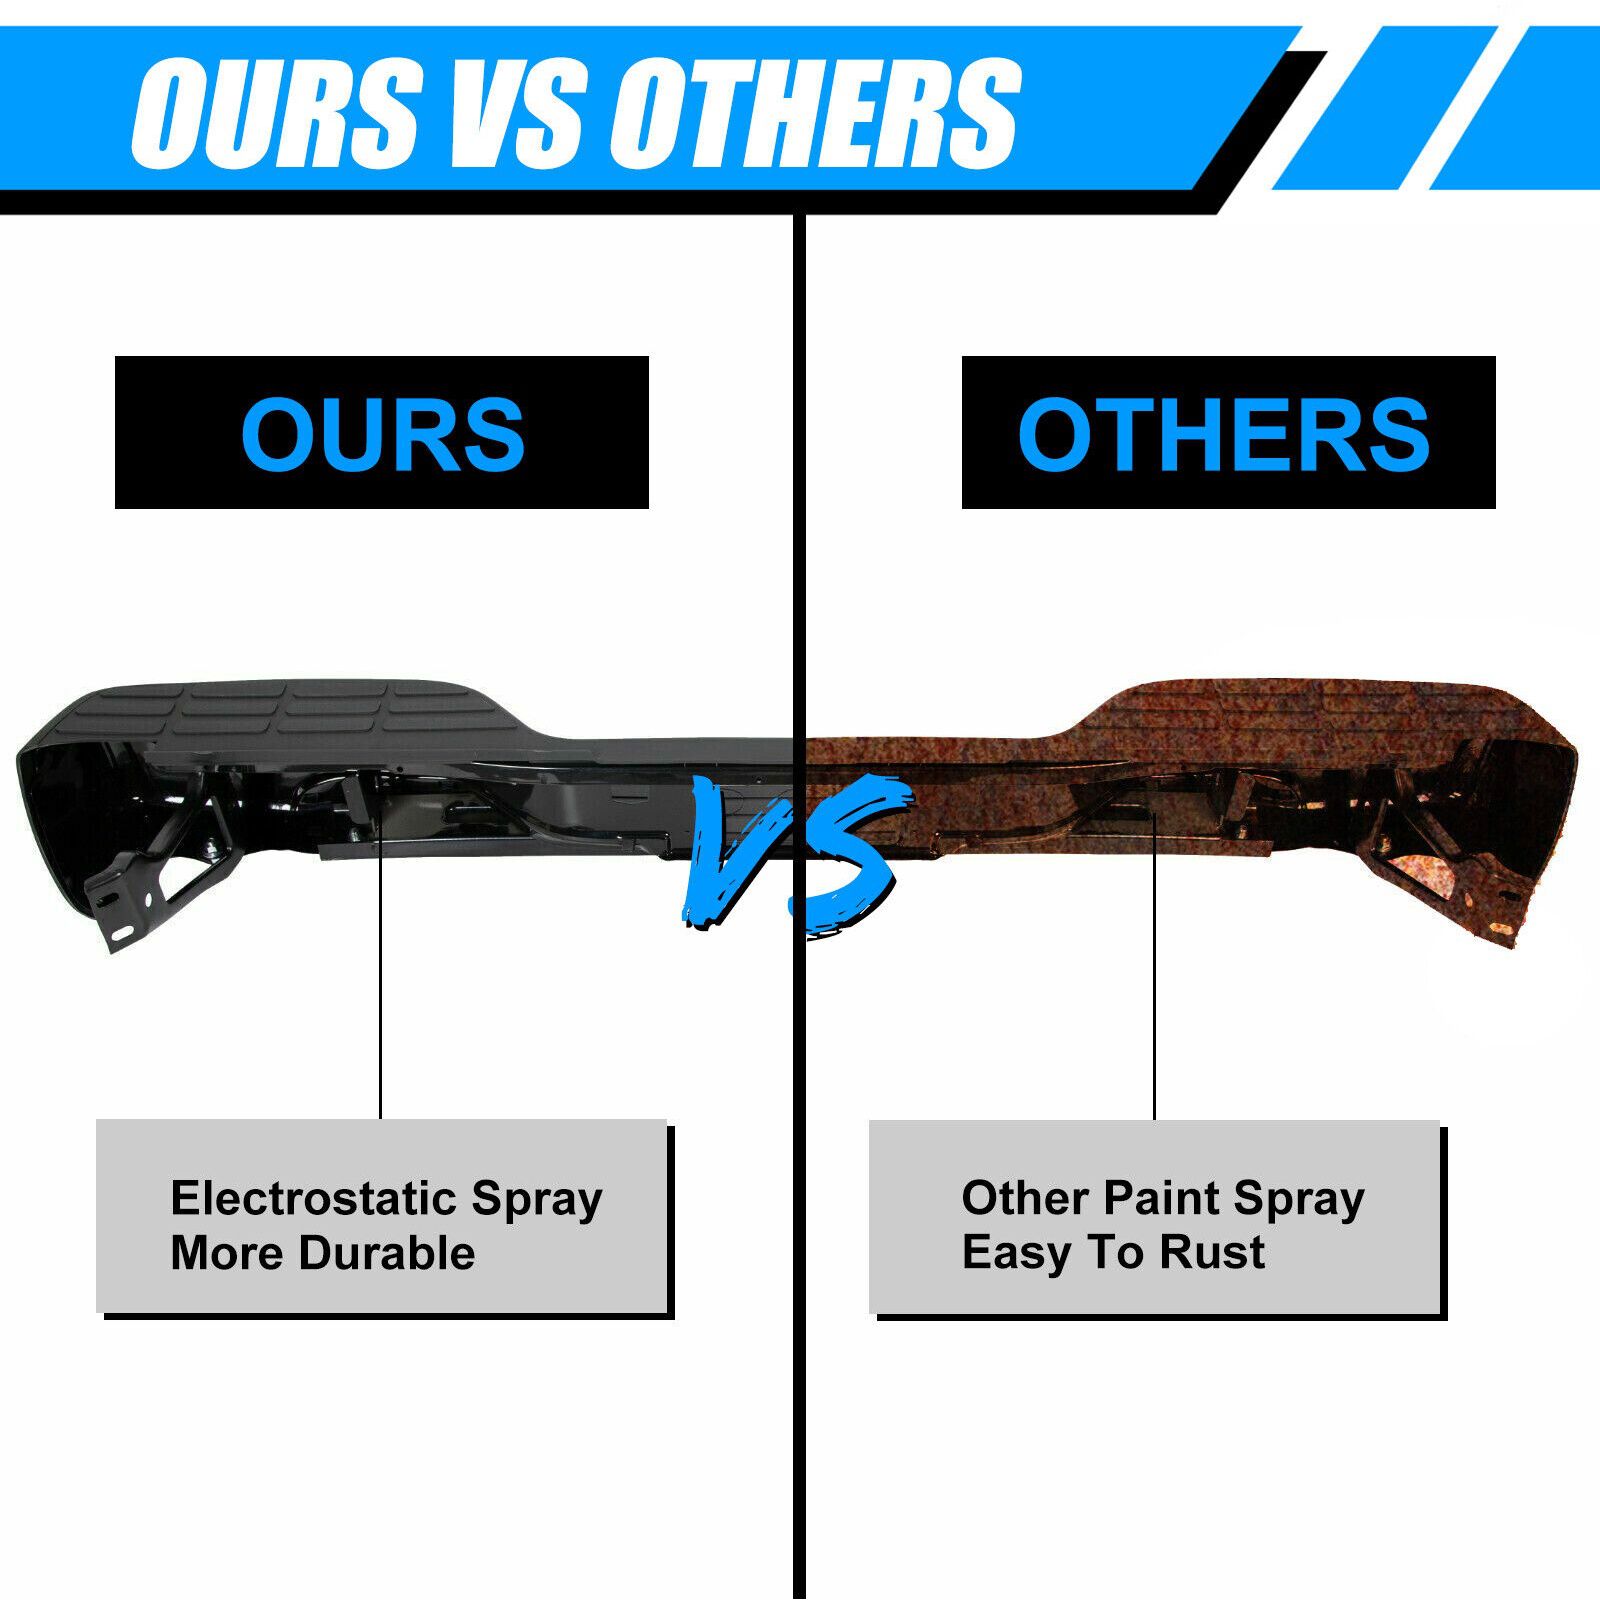 OURS VS OTHERS
OURS
OTHERS
VS
Electrostatic Spray
More Durable
Other Paint Spray
Easy To Rust